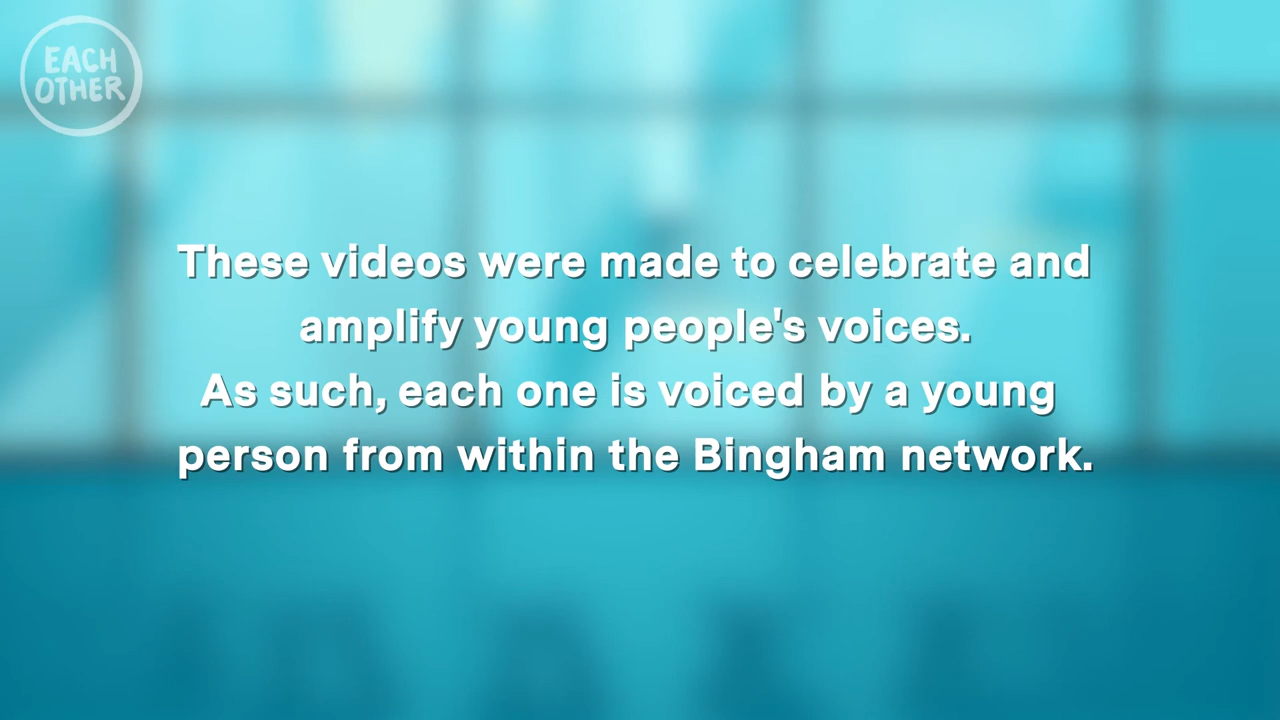 EACH
OTHER
These videos were made to celebrate and
amplify young people's voices.
As such, each one is voiced by a young
person from within the Bingham network.